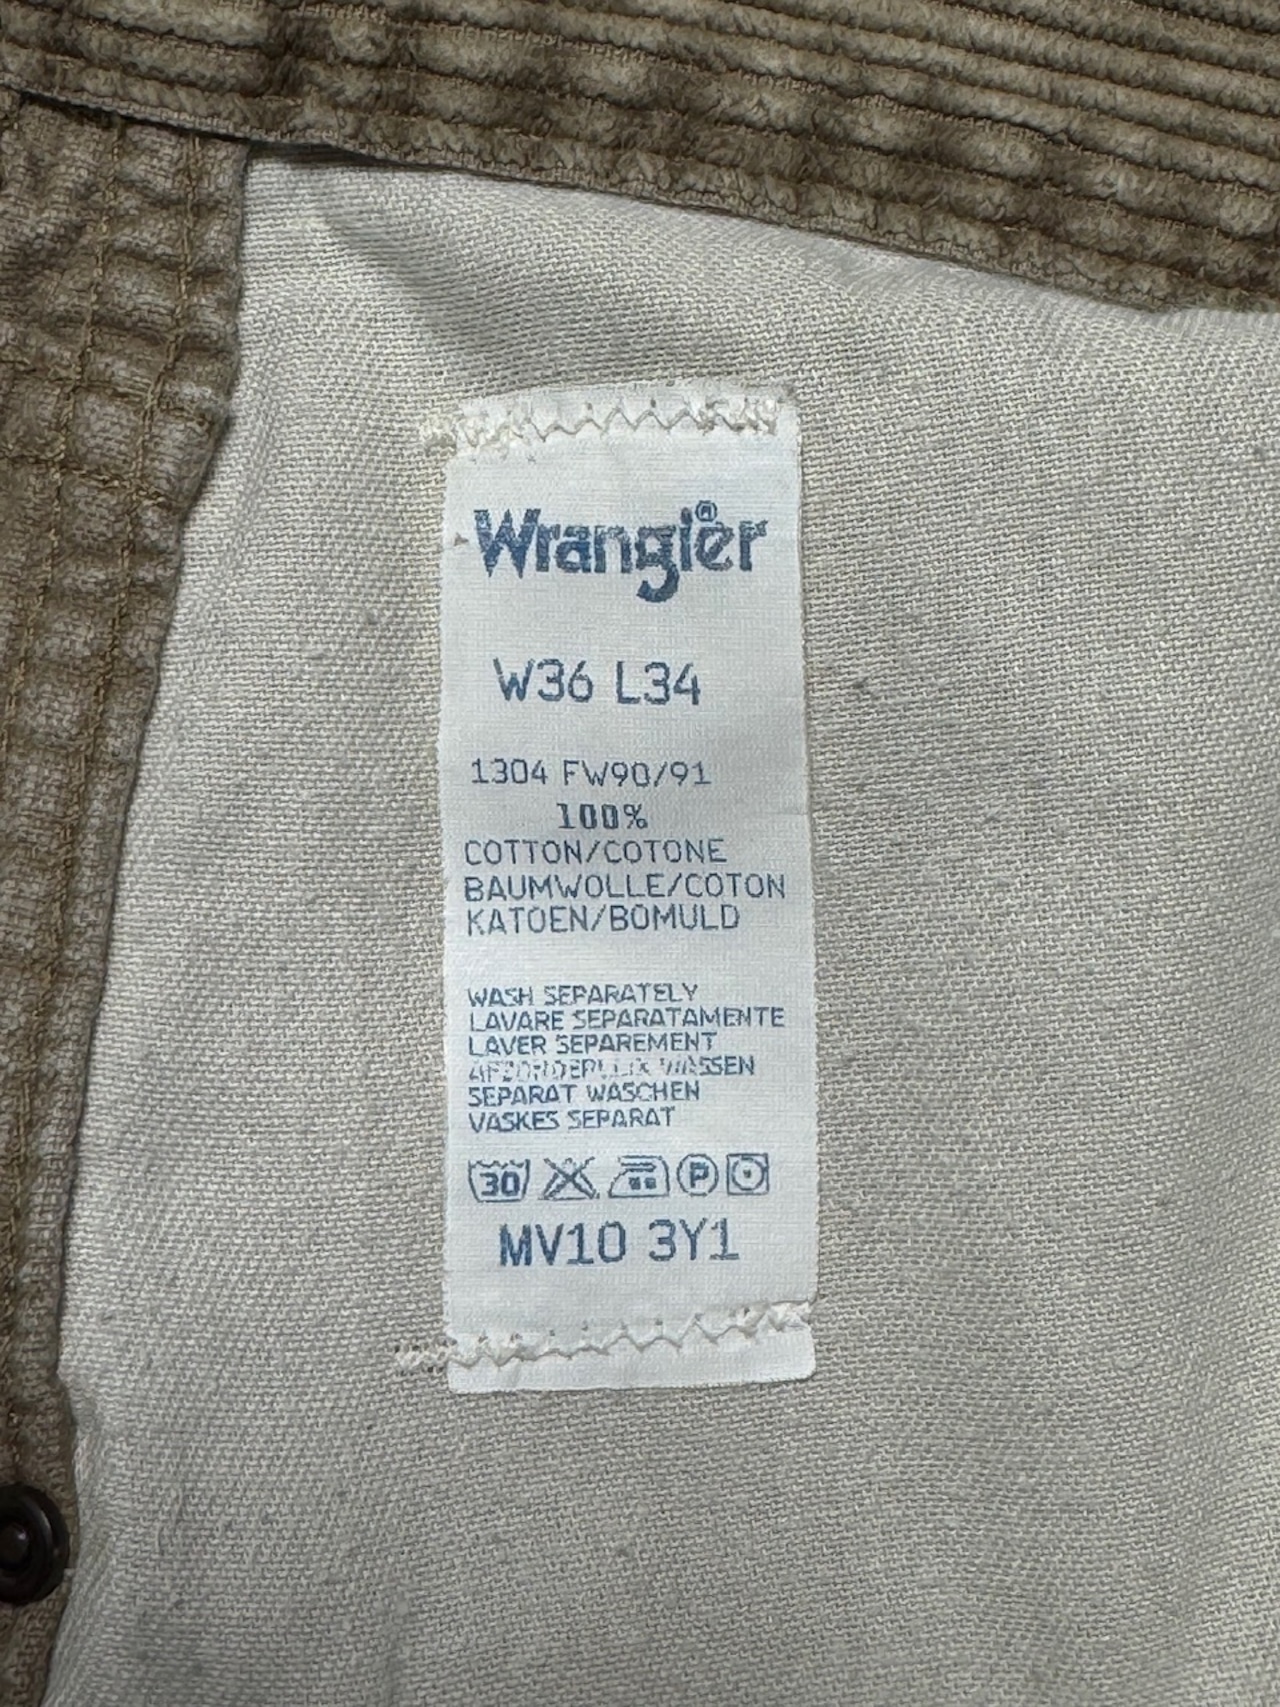 Wrangler®
W36 L34
1304 FW90/91
100%
COTTON/COTONE
BAUMWOLLE/COTON
KATOEN/BOMULD
WASH SEPARATELY
LAVARE SEPARATAMENTE
LAVER SEPAREMENT
WASSEN
SEPARAT WASCHEN
VASKES SEPARAT
30 P
MV10 3Y1